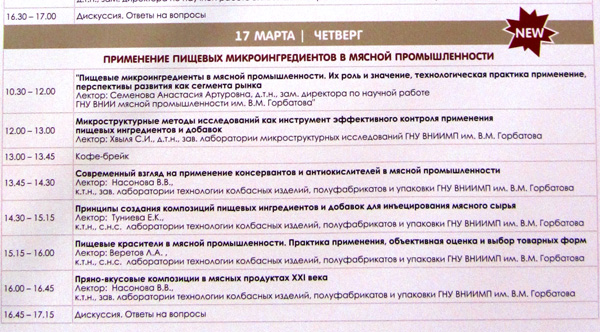 16.30 – 17.00 Дискуссия. Ответы на вопросы
17 МАРТА | ЧЕТВЕРГ
NEW
ПРИМЕНЕНИЕ ПИЩЕВЫХ МИКРОИНГРЕДИЕНТОВ В МЯСНОЙ ПРОМЫШЛЕННОСТИ
10.30 – 12.00
"Пищевые микроингредиенты в мясной промышленности. Их роль и значение, технологическая практика применение,
перспективы развития как сегмента рынка
Лектор: Семенова Анастасия Артуровна, д.т.н., зам. директора по научной работе
ГНУ ВНИИ мясной промышленности им. В.М. Горбатова"
12.00 – 13.00
Микроструктурные методы исследований как инструмент эффективного контроля применения
пищевых ингредиентов и добавок
Лектор: Хвыля С.И., д.т.н., зав. лаборатории микроструктурных исследований ГНУ ВНИИМП им. В.М. Горбатова
13.00 – 13.45 Кофе-брейк
13.45 – 14.30
Современный взгляд на применение консервантов и антиокислителей в мясной промышленности
Лектор: Насонова В.В.,
к.т.н., зав. лаборатории технологии колбасных изделий, полуфабрикатов и упаковки ГНУ ВНИИМП им. В.М. Горбатова
14.30 – 15.15
Принципы создания композиций пищевых ингредиентов и добавок для инъецирования мясного сырья
Лектор: Туниева Е.К.,
к.т.н., с.н.с. лаборатории технологии колбасных изделий, полуфабрикатов и упаковки ГНУ ВНИИМП им. В.М. Горбатова
15.15 – 16.00
Пищевые красители в мясной промышленности. Практика применения, объективная оценка и выбор товарных форм
Лектор: Веретов Л.А. ,
к.т.н., с.н.с. лаборатории технологии колбасных изделий, полуфабрикатов и упаковки ГНУ ВНИИМП им. В.М. Горбатова
16.00 – 16.45
Пряно-вкусовые композиции в мясных продуктах XXI века
Лектор: Насонова В.В.,
к.т.н., зав. лаборатории технологии колбасных изделий, полуфабрикатов и упаковки ГНУ ВНИИМП им. В.М. Горбатова
16.45 – 17.15 Дискуссия. Ответы на вопросы